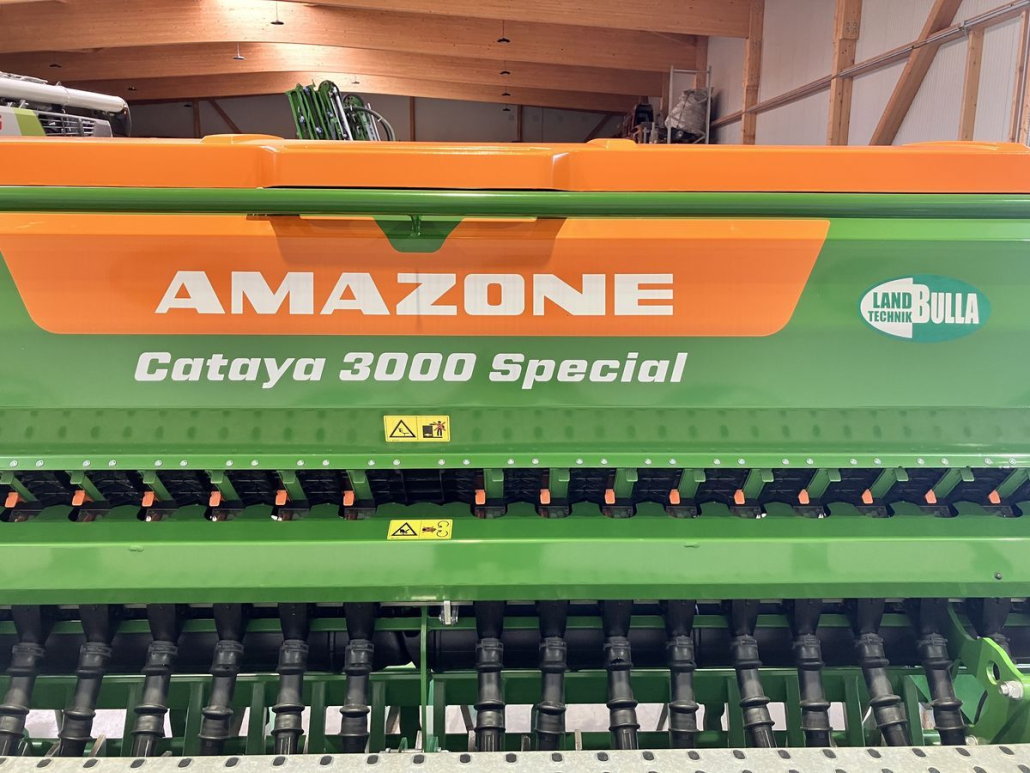 AMAZONE
LAND BULLA
TECHNIK
Cataya 3000 Special